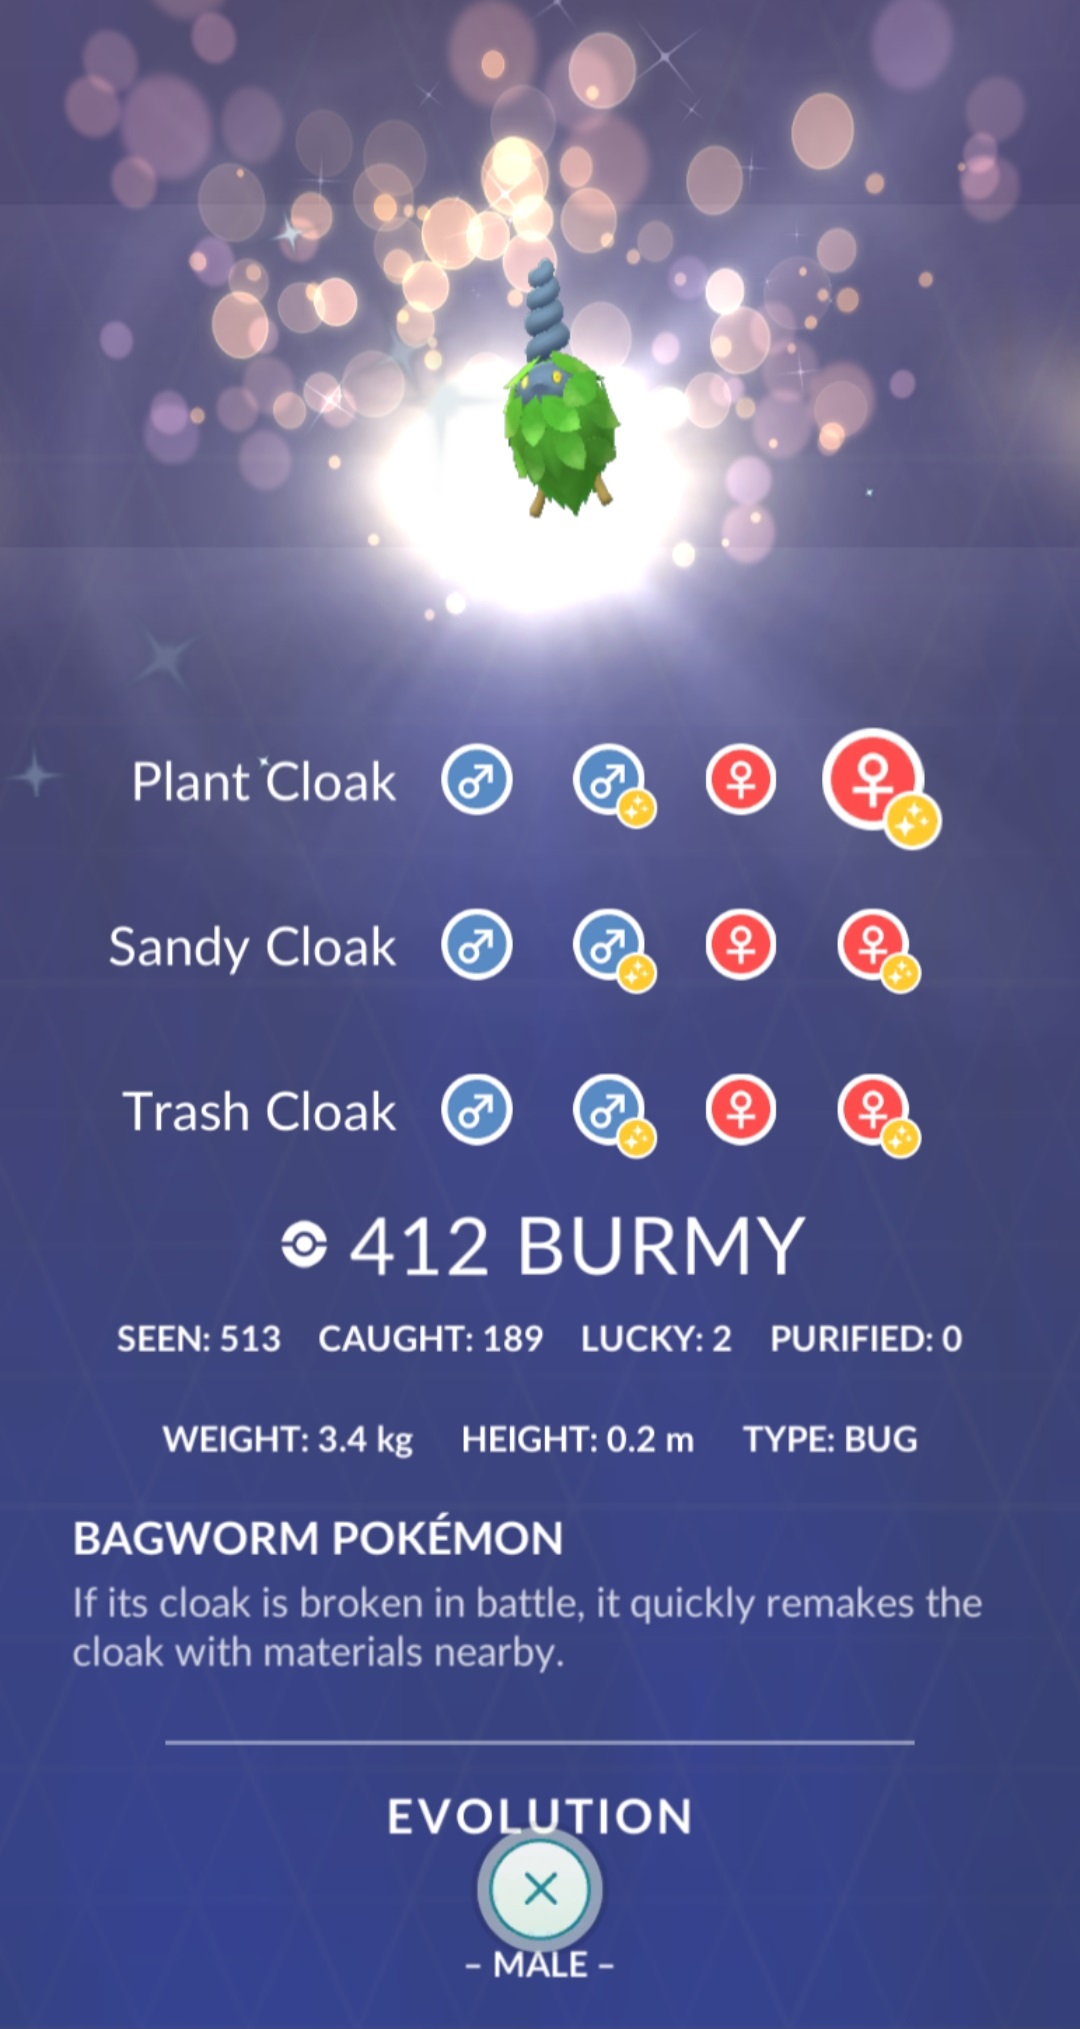 Plant Cloak
Sandy Cloak
Trash Cloak
412 BURMY
SEEN: 513 CAUGHT: 189 LUCKY: 2 PURIFIED: 0
WEIGHT: 3.4 kg HEIGHT: 0.2 m TYPE: BUG
BAGWORM POKÉMON
If its cloak is broken in battle, it quickly remakes the
cloak with materials nearby.
EVOLUTION
– MALE –